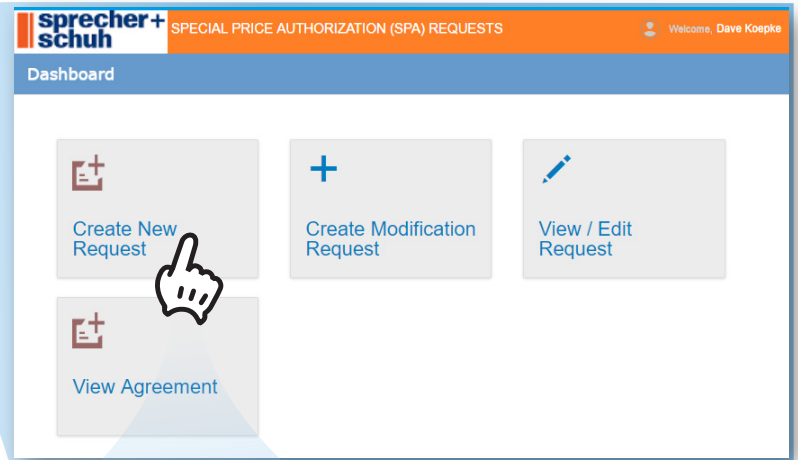 sprecher+
schuh
SPECIAL PRICE AUTHORIZATION (SPA) REQUESTS
Welcome, Dave Koepke
Dashboard
Create New
Request
Create Modification
Request
View / Edit
Request
View Agreement